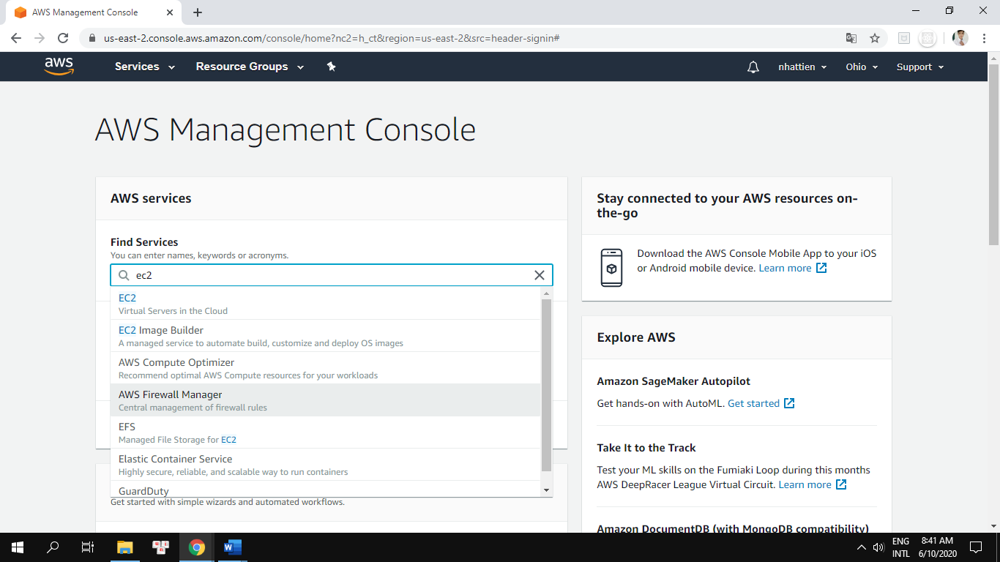 AWS Management Console
us-east-2.console.aws.amazon.com/console/home?nc2=h_ct&region=us-east-2&src=header-signin#
aws
Services
Resource Groups
nhattien
Ohio
Support
AWS Management Console
AWS services
Find Services
You can enter names, keywords or acronyms.
ec2
EC2
Virtual Servers in the Cloud
EC2 Image Builder
A managed service to automate build, customize and deploy OS images
AWS Compute Optimizer
Recommend optimal AWS Compute resources for your workloads
AWS Firewall Manager
Central management of firewall rules
EFS
Managed File Storage for EC2
Elastic Container Service
Highly secure, reliable, and scalable way to run containers
GuardDuty
Get started with simple wizards and automated workflows.
Stay connected to your AWS resources on-
the-go
Download the AWS Console Mobile App to your iOS
or Android mobile device. Learn more
Explore AWS
Amazon SageMaker Autopilot
Get hands-on with AutoML. Get started
Take It to the Track
Test your ML skills on the Fumiaki Loop during this months
AWS DeepRacer League Virtual Circuit. Learn more
Amazon DocumentDB (with MongoDB compatibility)
ENG
INTL
8:41 AM
6/10/2020